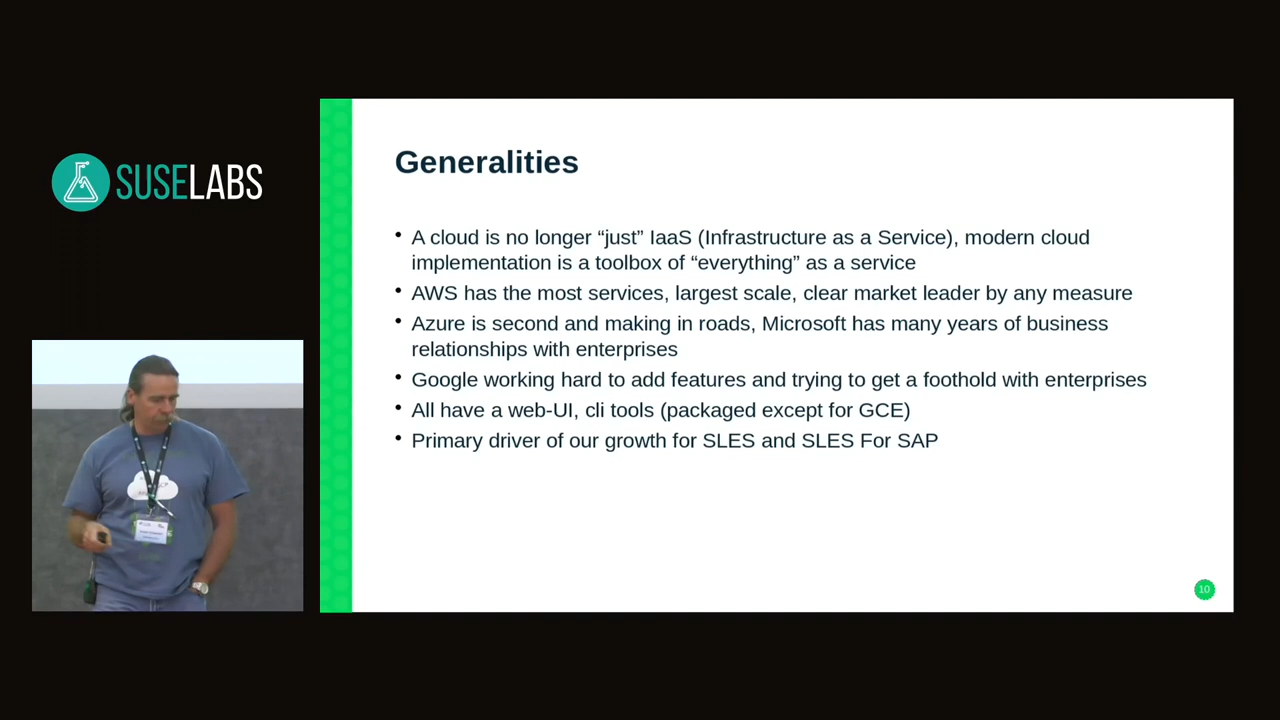 SUSELABS
Generalities
• A cloud is no longer “just” IaaS (Infrastructure as a Service), modern cloud
implementation is a toolbox of “everything” as a service
• AWS has the most services, largest scale, clear market leader by any measure
• Azure is second and making in roads, Microsoft has many years of business
relationships with enterprises
• Google working hard to add features and trying to get a foothold with enterprises
• All have a web-UI, cli tools (packaged except for GCE)
• Primary driver of our growth for SLES and SLES For SAP
10